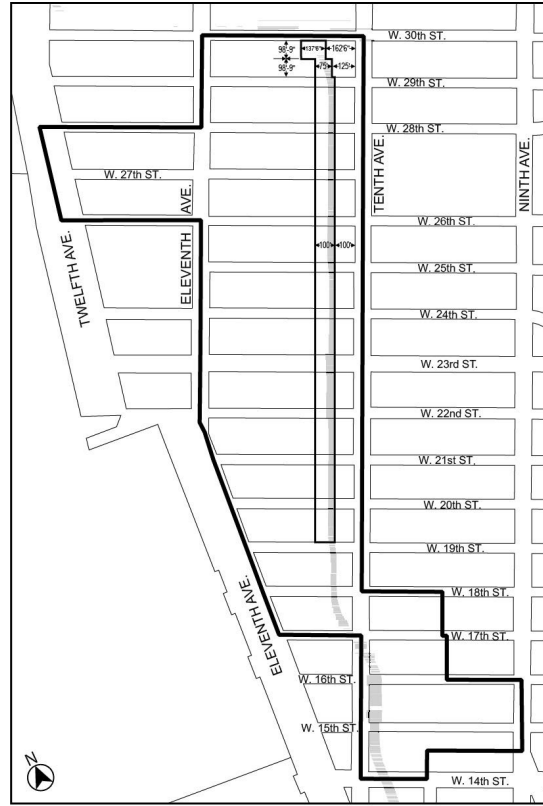 W. 30th ST.
137'6"
162'6"
98'-9"
98'-9"
75'
125'
W. 29th ST.
W. 28th ST.
TENTH AVE.
NINTH AVE.
W. 27th ST.
ELEVENTH AVE.
TWELFTH AVE.
W. 26th ST.
100'
100'
W. 25th ST.
W. 24th ST.
W. 23rd ST.
W. 22nd ST.
W. 21st ST.
W. 20th ST.
W. 19th ST.
ELEVENTH AVE.
W. 18th ST.
W. 17th ST.
W. 16th ST.
W. 15th ST.
W. 14th ST.
N